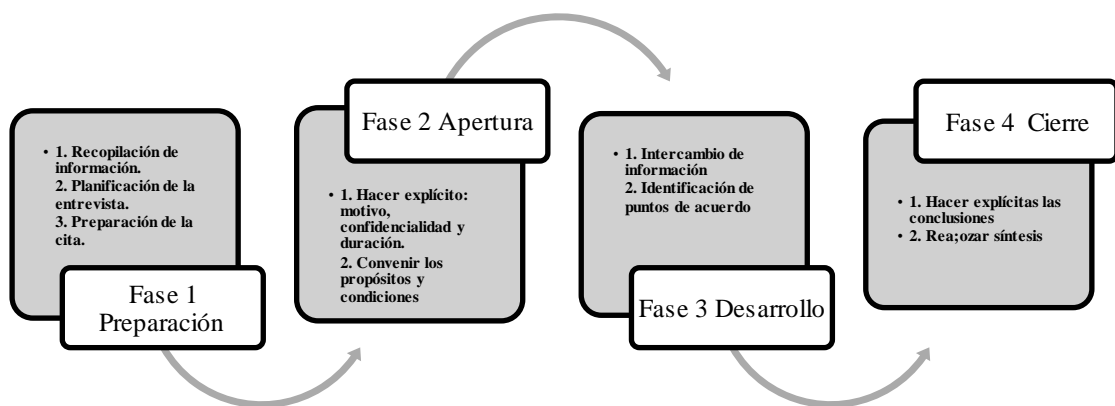 • 1. Recopilación de
información.
2. Planificación de la
entrevista.
3. Preparación de la
cita.
Fase 1
Preparación
Fase 2 Apertura
• 1. Hacer explícito:
motivo,
confidencialidad y
duración.
2. Convenir los
propósitos y
condiciones
• 1. Intercambio de
información
2. Identificación de
puntos de acuerdo
Fase 3 Desarrollo
Fase 4 Cierre
• 1. Hacer explícitas las
conclusiones
• 2. Rea;ozar síntesis